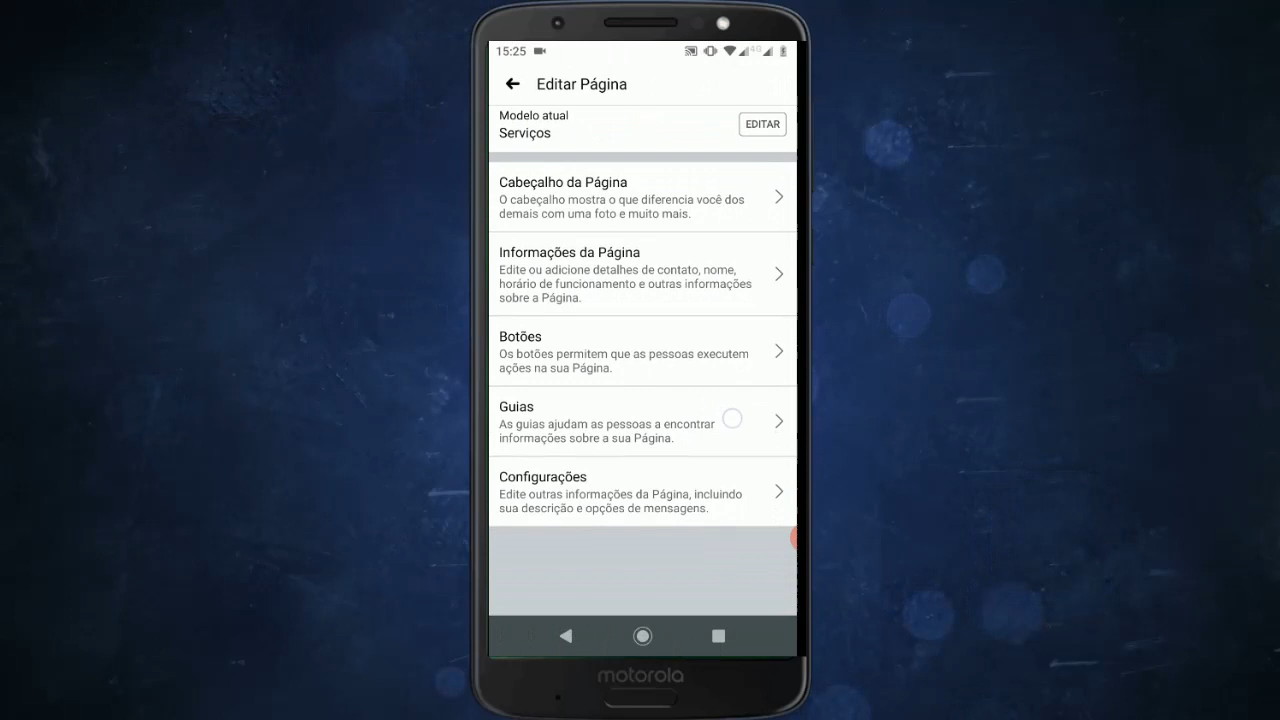 15:25
4G
Editar Página
Modelo atual
Serviços
EDITAR
Cabeçalho da Página
O cabeçalho mostra o que diferencia você dos
demais com uma foto e muito mais.
Informações da Página
Edite ou adicione detalhes de contato, nome,
horário de funcionamento e outras informações
sobre a Página.
Botões
Os botões permitem que as pessoas executem
ações na sua Página.
Guias
As guias ajudam as pessoas a encontrar
informações sobre a sua Página.
Configurações
Edite outras informações da Página, incluindo
sua descrição e opções de mensagens.
motorola